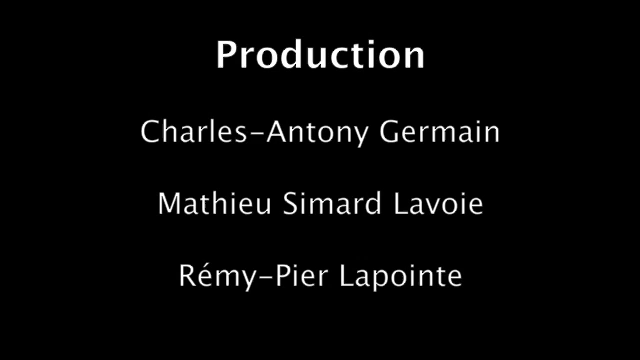 Production
Charles-Antony Germain
Mathieu Simard Lavoie
Rémy-Pier Lapointe